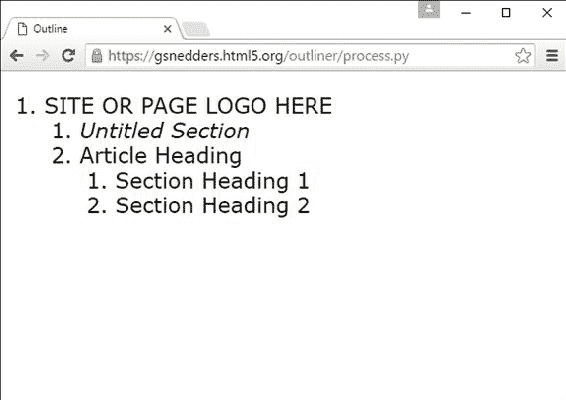 Outline
https://gsnedders.html5.org/outliner/process.py
1. SITE OR PAGE LOGO HERE
1. Untitled Section
2. Article Heading
1. Section Heading 1
2. Section Heading 2